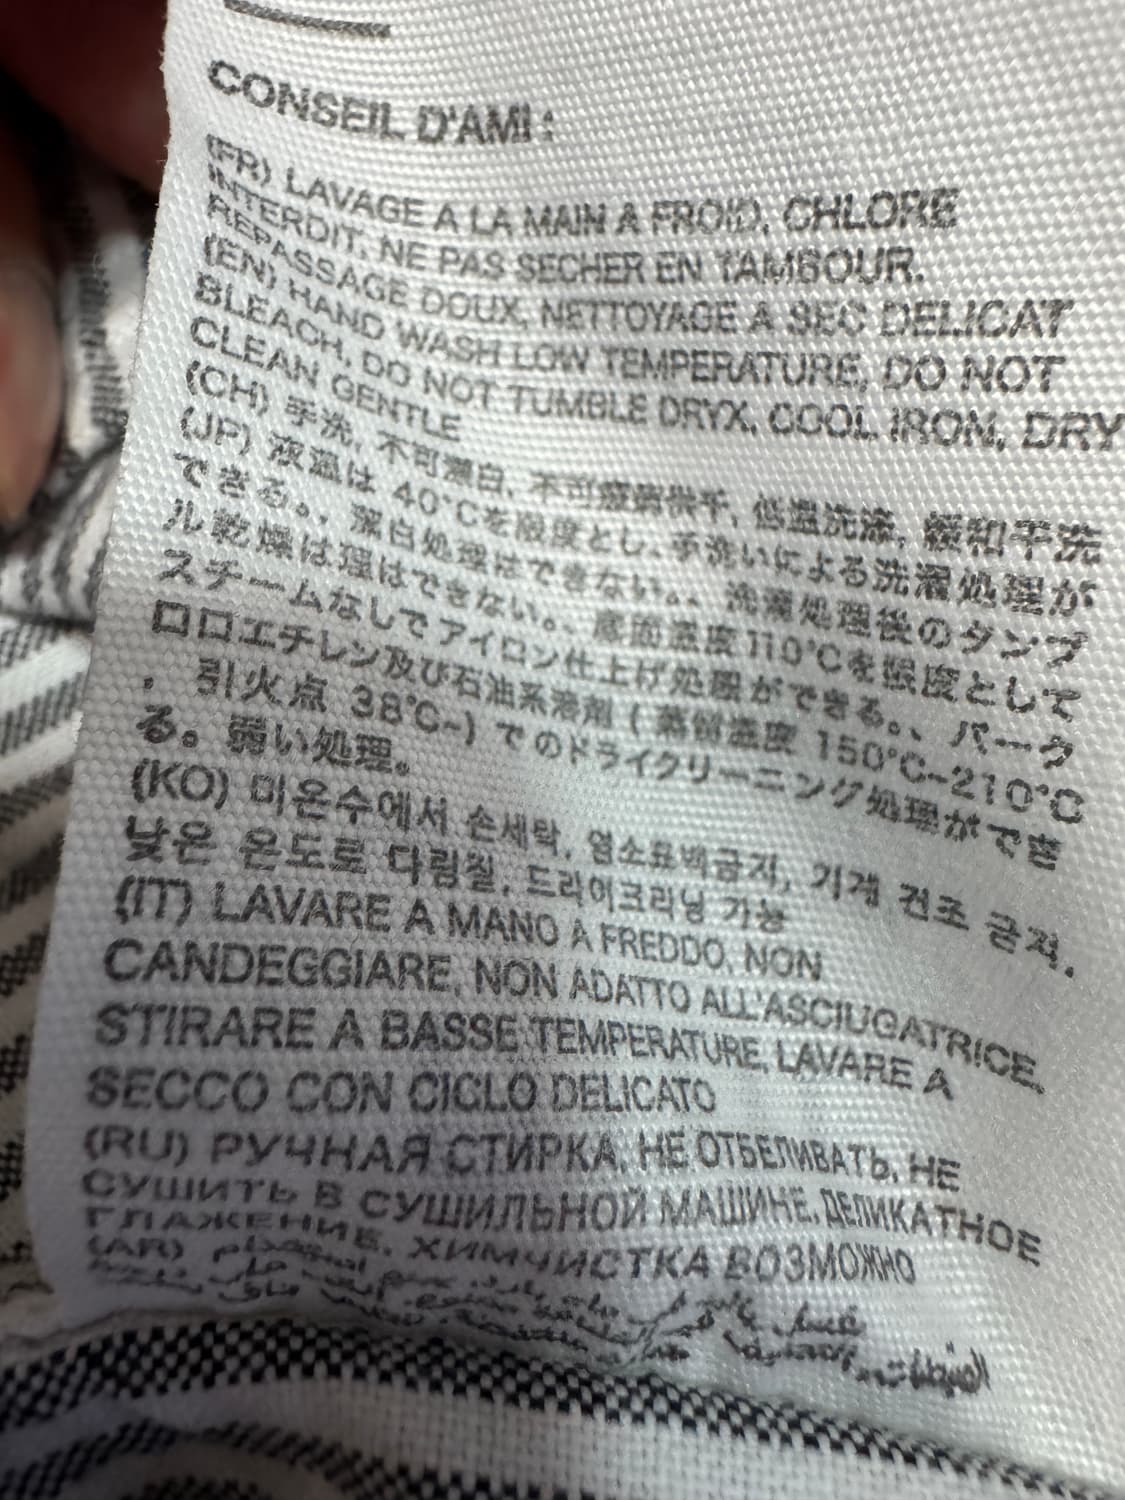 CONSEIL D'AMI :
(FR) LAVAGE A LA MAIN A FROID, CHLORE
INTERDIT, NE PAS SECHER EN TAMBOUR.
REPASSAGE DOUX, NETTOYAGE A SEC DELICAT
(EN) HAND WASH LOW TEMPERATURE, DO NOT
BLEACH, DO NOT TUMBLE DRYX, COOL IRON, DRY
CLEAN GENTLE
(CH) 手洗, 不可漂白, 不可, 低温洗涤, 缓和干洗
(JP) 液温は 40°Cを限度とし、手洗いによる洗濯処理が
できる。、漂白処理はできない。、洗濯処理後のタンブ
ル乾燥は理はできない。、底面温度110°Cを限度として
スチームなしでアイロン仕上げ処理ができる。、パーク
ロロエチレン及び石油系溶剤 ( 蒸留温度 150°C~210°C
. 引火点 38°C~) でのドライクリーニング処理ができ
る。弱い処理。
(KO) 미온수에서 손세탁, 염소표백금지, 기계 건조 금지,
낮은 온도로 다림질, 드라이크리닝 가능
(IT) LAVARE A MANO A FREDDO, NON
CANDEGGIARE, NON ADATTO ALL'ASCIUGATRICE,
STIRARE A BASSE TEMPERATURE, LAVARE A
SECCO CON CICLO DELICATO
(RU) РУЧНАЯ СТИРКА, НЕ ОТБЕЛИВАТЬ, НЕ
СУШИТЬ В СУШИЛЬНОЙ МАШИНЕ, ДЕЛИКАТНОЕ
ГЛАЖЕНИЕ, ХИМЧИСТКА ВОЗМОЖНО
(AR)